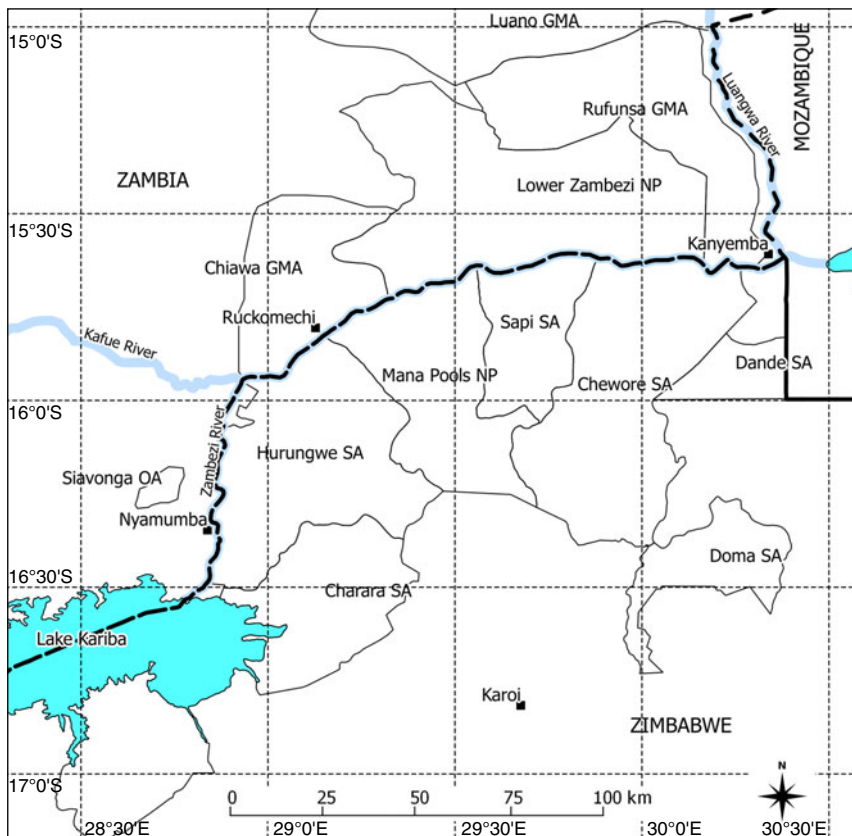 Luano GMA
15°0'S
MOZAMBIQUE
Luangwa River
Rufunsa GMA
ZAMBIA
Lower Zambezi NP
15°30'S
Kanyemba
Chiawa GMA
Ruckomechi
Sapi SA
Kafue River
Mana Pools NP
Chewore SA
Dande SA
16°0'S
Zambezi River
Hurungwe SA
Siavonga OA
Nyamumba
Doma SA
16°30'S
Charara SA
Lake Kariba
Karoi
ZIMBABWE
17°0'S
N
0 25 50 75 100 km
28°30'E 29°0'E 29°30'E 30°0'E 30°30'E